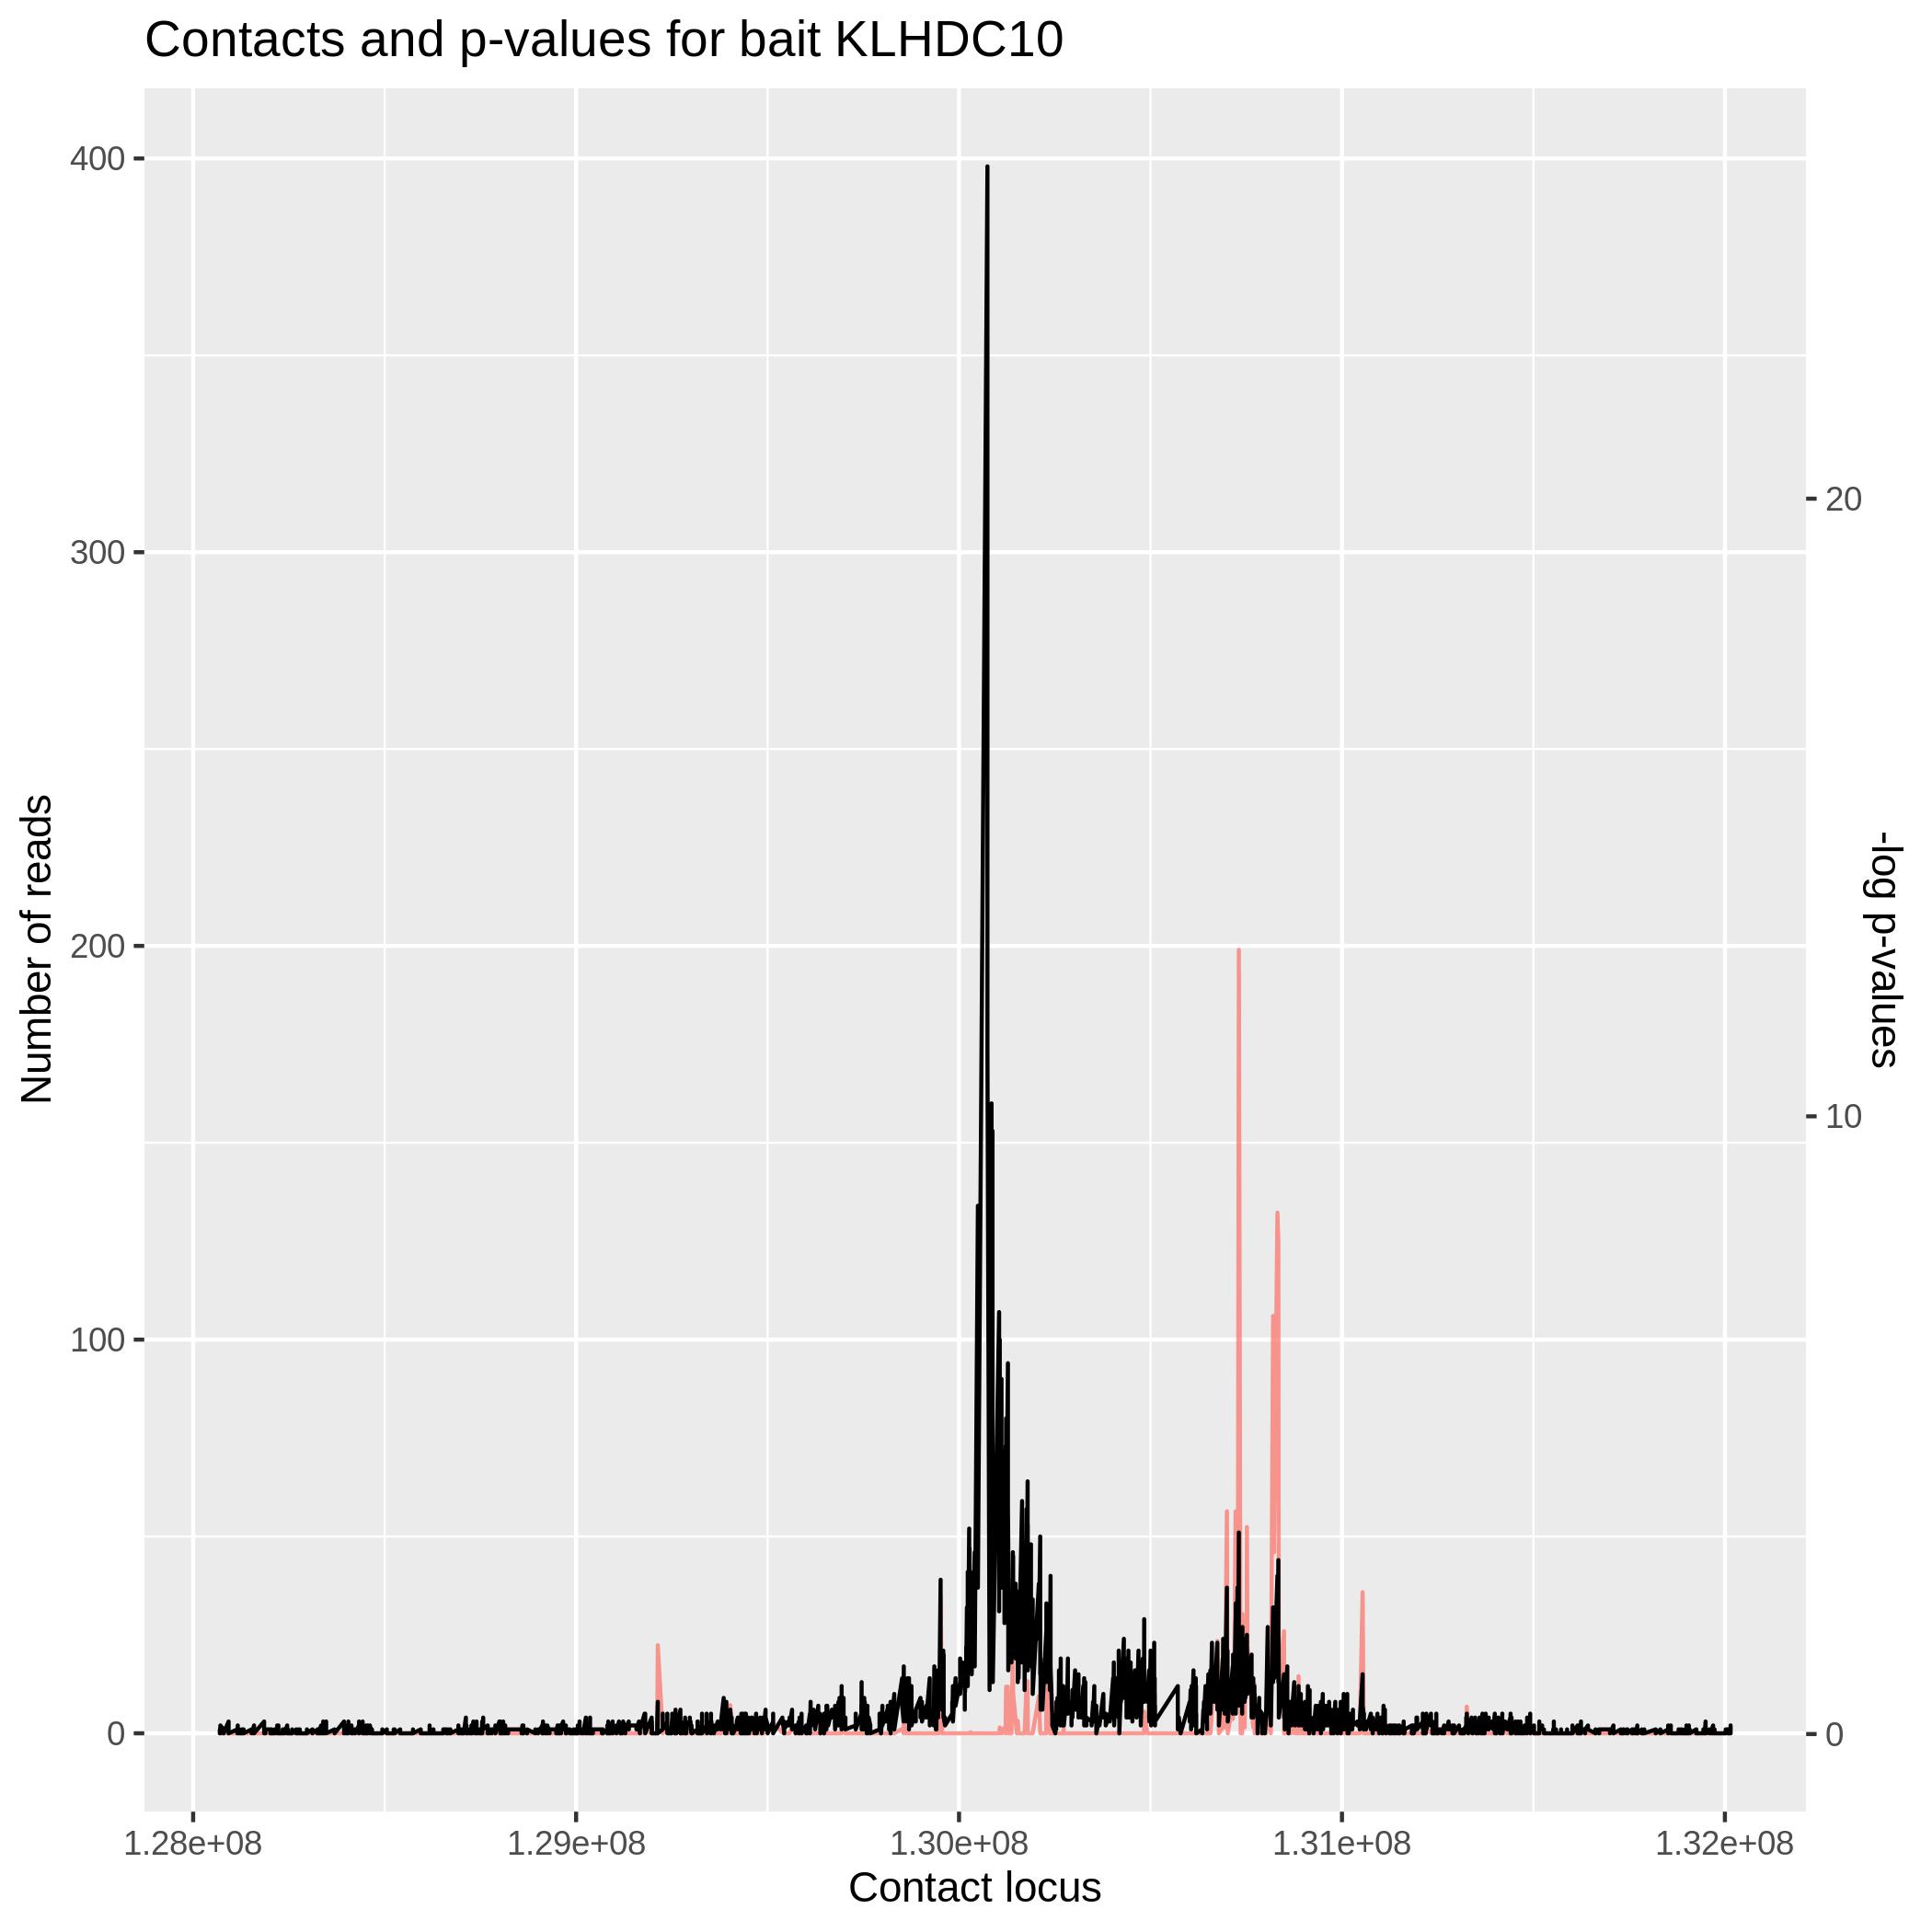 Contacts and p-values for bait KLHDC10
400
300
200
100
0
Number of reads
20
10
0
-log p-values
1.28e+08
1.29e+08
1.30e+08
1.31e+08
1.32e+08
Contact locus